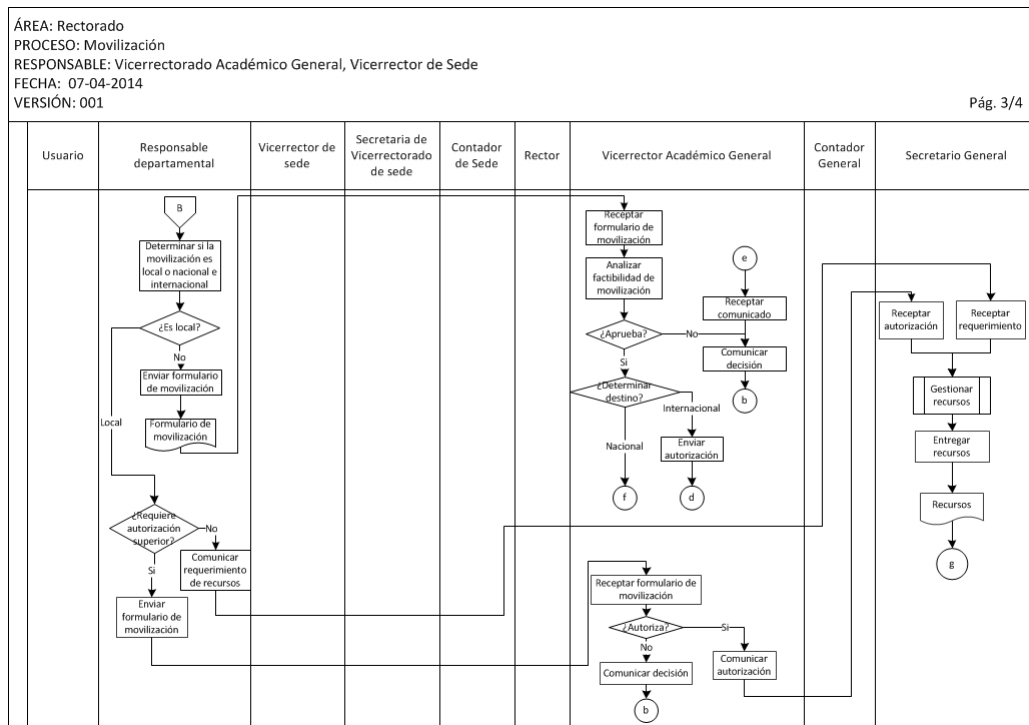 ÁREA: Rectorado
PROCESO: Movilización
RESPONSABLE: Vicerrectorado Académico General, Vicerrector de Sede
FECHA: 07-04-2014
VERSIÓN: 001
Pág. 3/4
Usuario
Responsable
departamental
Vicerrector de
sede
Secretaria de
Vicerrectorado
de sede
Contador
de Sede
Rector
Vicerrector Académico General
Contador
General
Secretario General
B
Determinar si la
movilización es
local o nacional e
internacional
¿Es local?
No
Enviar formulario
de movilización
Formulario de
movilización
Local
¿Requiere
autorización
superior?
No
Comunicar
requerimiento
de recursos
Si
Enviar
formulario de
movilización
Receptar
formulario de
movilización
Analizar
factibilidad de
movilización
¿Aprueba?
No
Si
e
Receptar
comunicado
Comunicar
decisión
b
¿Determinar
destino?
Internacional
Nacional
Enviar
autorización
f
d
Receptar formulario de
movilización
¿Autoriza?
Si
No
Comunicar decisión
Comunicar
autorización
b
Receptar
autorización
Receptar
requerimiento
Gestionar
recursos
Entregar
recursos
Recursos
g